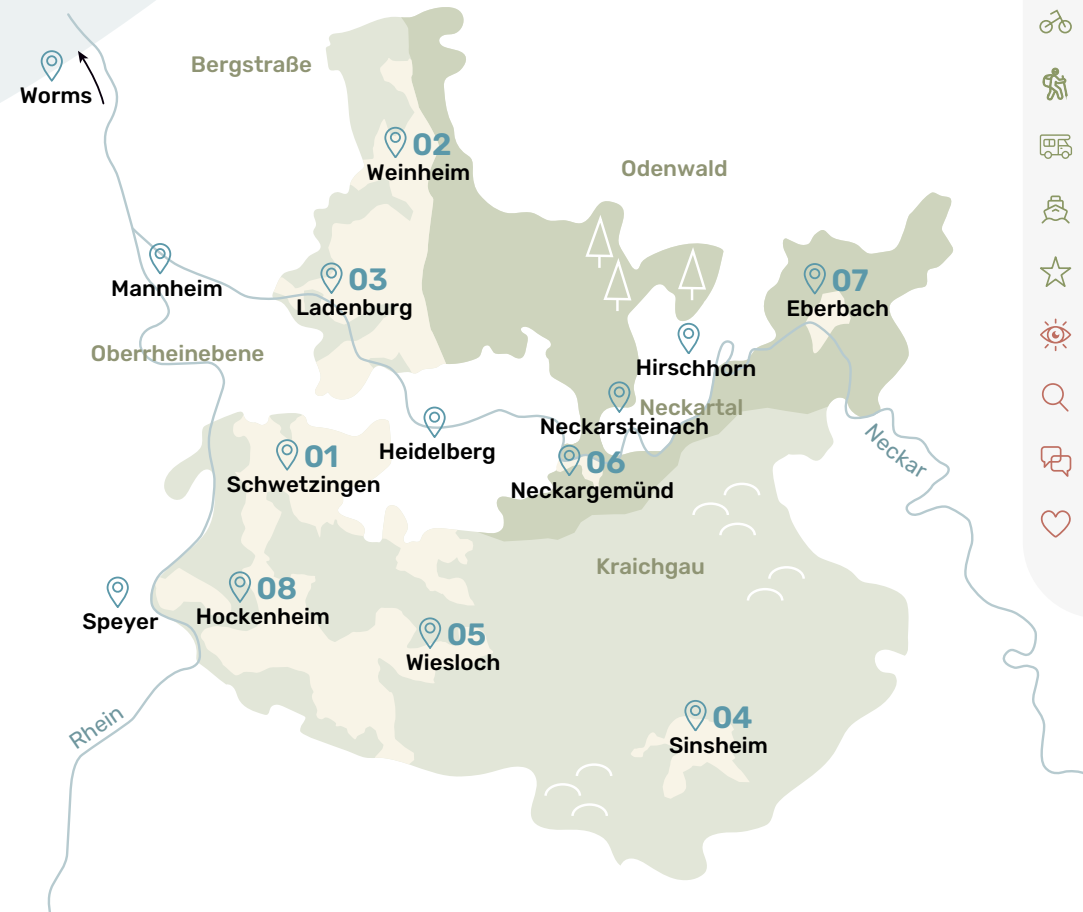 Bergstraße
Worms
02
Weinheim
Odenwald
Mannheim
03
Ladenburg
07
Eberbach
Oberrheinebene
Hirschhorn
Neckartal
Neckarsteinach
Heidelberg
Neckar
01
Schwetzingen
06
Neckargemünd
Kraichgau
Speyer
08
Hockenheim
05
Wiesloch
Rhein
04
Sinsheim